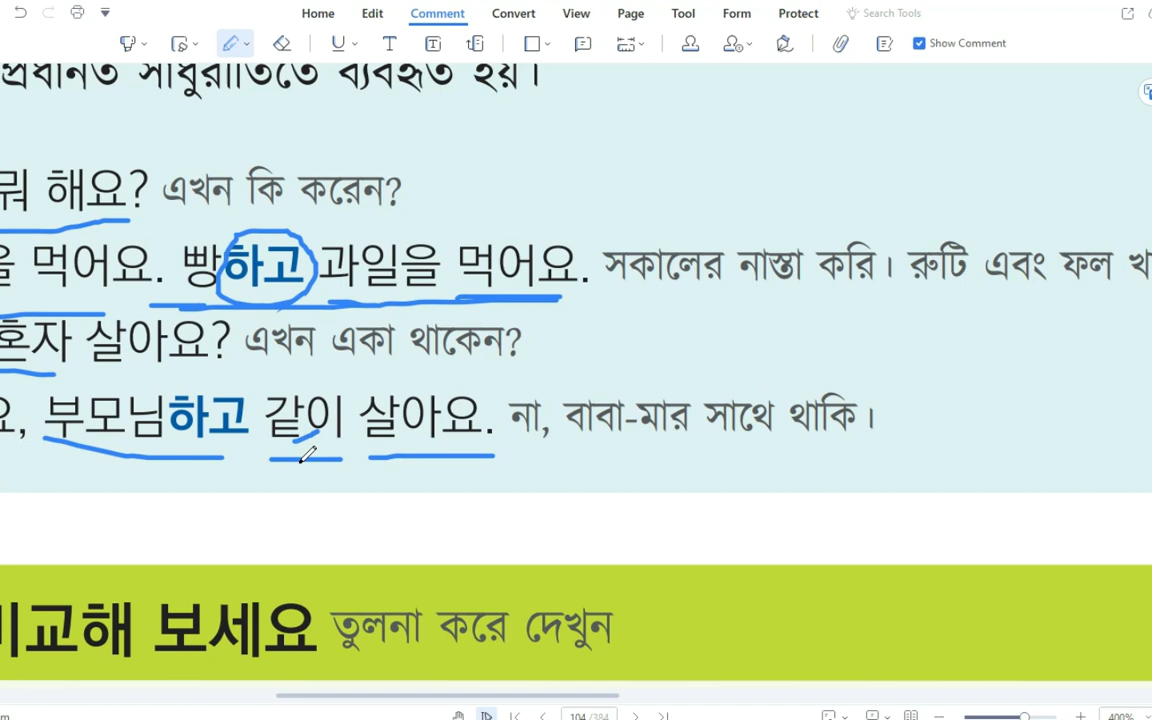 Home Edit Comment Convert View Page Tool Form Protect Search Tools
Show Comment
প্রধানত সাধুরীতিতে ব্যবহৃত হয়।
뭐 해요? এখন কি করেন?
을 먹어요. 빵하고 과일을 먹어요. সকালের নাস্তা করি। রুটি এবং ফল খ
혼자 살아요? এখন একা থাকেন?
요, 부모님하고 같이 살아요. না, বাবা-মার সাথে থাকি।
비교해 보세요 তুলনা করে দেখুন
104 /384 400%